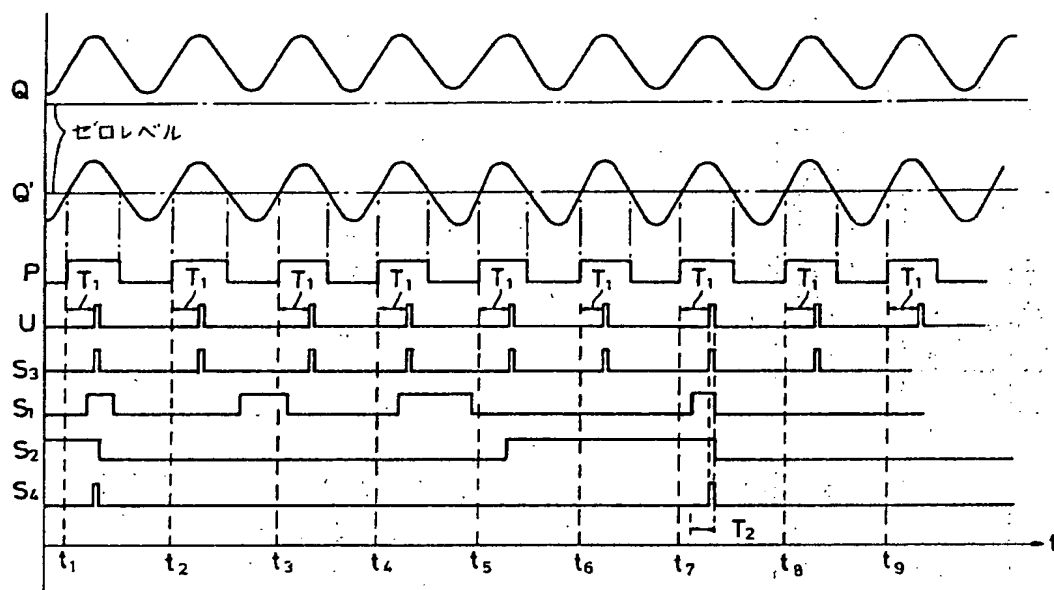 Q
ゼロレベル
Q'
P
T₁ T₁ T₁ T₁ T₁ T₁ T₁ T₁ T₁
U
S₃
S₁
S₂
S₄
T₂
t
t₁ t₂ t₃ t₄ t₅ t₆ t₇ t₈ t₉